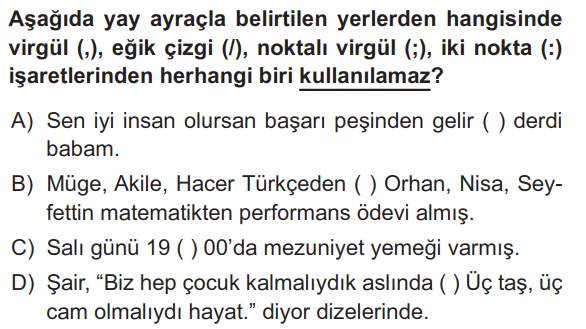 Aşağıda yay ayraçla belirtilen yerlerden hangisinde
virgül (,), eğik çizgi (/), noktalı virgül (;), iki nokta (:)
işaretlerinden herhangi biri kullanılamaz?
A) Sen iyi insan olursan başarı peşinden gelir ( ) derdi
babam.
B) Müge, Akile, Hacer Türkçeden ( ) Orhan, Nisa, Sey-
fettin matematikten performans ödevi almış.
C) Salı günü 19 ( ) 00’da mezuniyet yemeği varmış.
D) Şair, “Biz hep çocuk kalmalıydık aslında ( ) Üç taş, üç
cam olmalıydı hayat.” diyor dizelerinde.